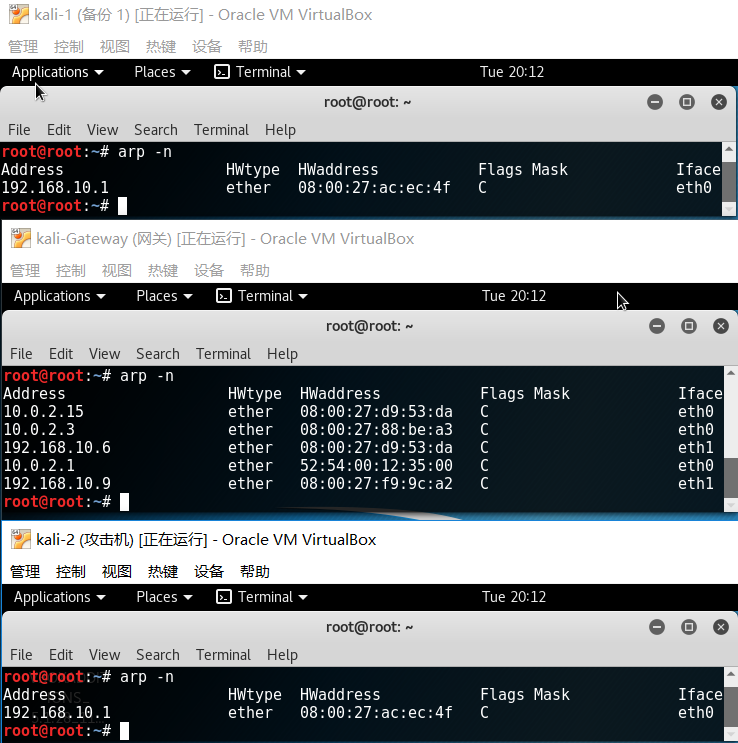 kali-1 (备份 1) [正在运行] - Oracle VM VirtualBox
管理 控制 视图 热键 设备 帮助
Applications Places Terminal Tue 20:12
root@root: ~
File Edit View Search Terminal Help
root@root:~# arp -n
Address HWtype HWaddress Flags Mask Iface
192.168.10.1 ether 08:00:27:ac:ec:4f C eth0
root@root:~#
kali-Gateway (网关) [正在运行] - Oracle VM VirtualBox
管理 控制 视图 热键 设备 帮助
Applications Places Terminal Tue 20:12
root@root: ~
File Edit View Search Terminal Help
root@root:~# arp -n
Address HWtype HWaddress Flags Mask Iface
10.0.2.15 ether 08:00:27:d9:53:da C eth0
10.0.2.3 ether 08:00:27:88:be:a3 C eth0
192.168.10.6 ether 08:00:27:d9:53:da C eth1
10.0.2.1 ether 52:54:00:12:35:00 C eth0
192.168.10.9 ether 08:00:27:f9:9c:a2 C eth1
root@root:~#
kali-2 (攻击机) [正在运行] - Oracle VM VirtualBox
管理 控制 视图 热键 设备 帮助
Applications Places Terminal Tue 20:12
root@root: ~
File Edit View Search Terminal Help
root@root:~# arp -n
Address HWtype HWaddress Flags Mask Iface
192.168.10.1 ether 08:00:27:ac:ec:4f C eth0
root@root:~#